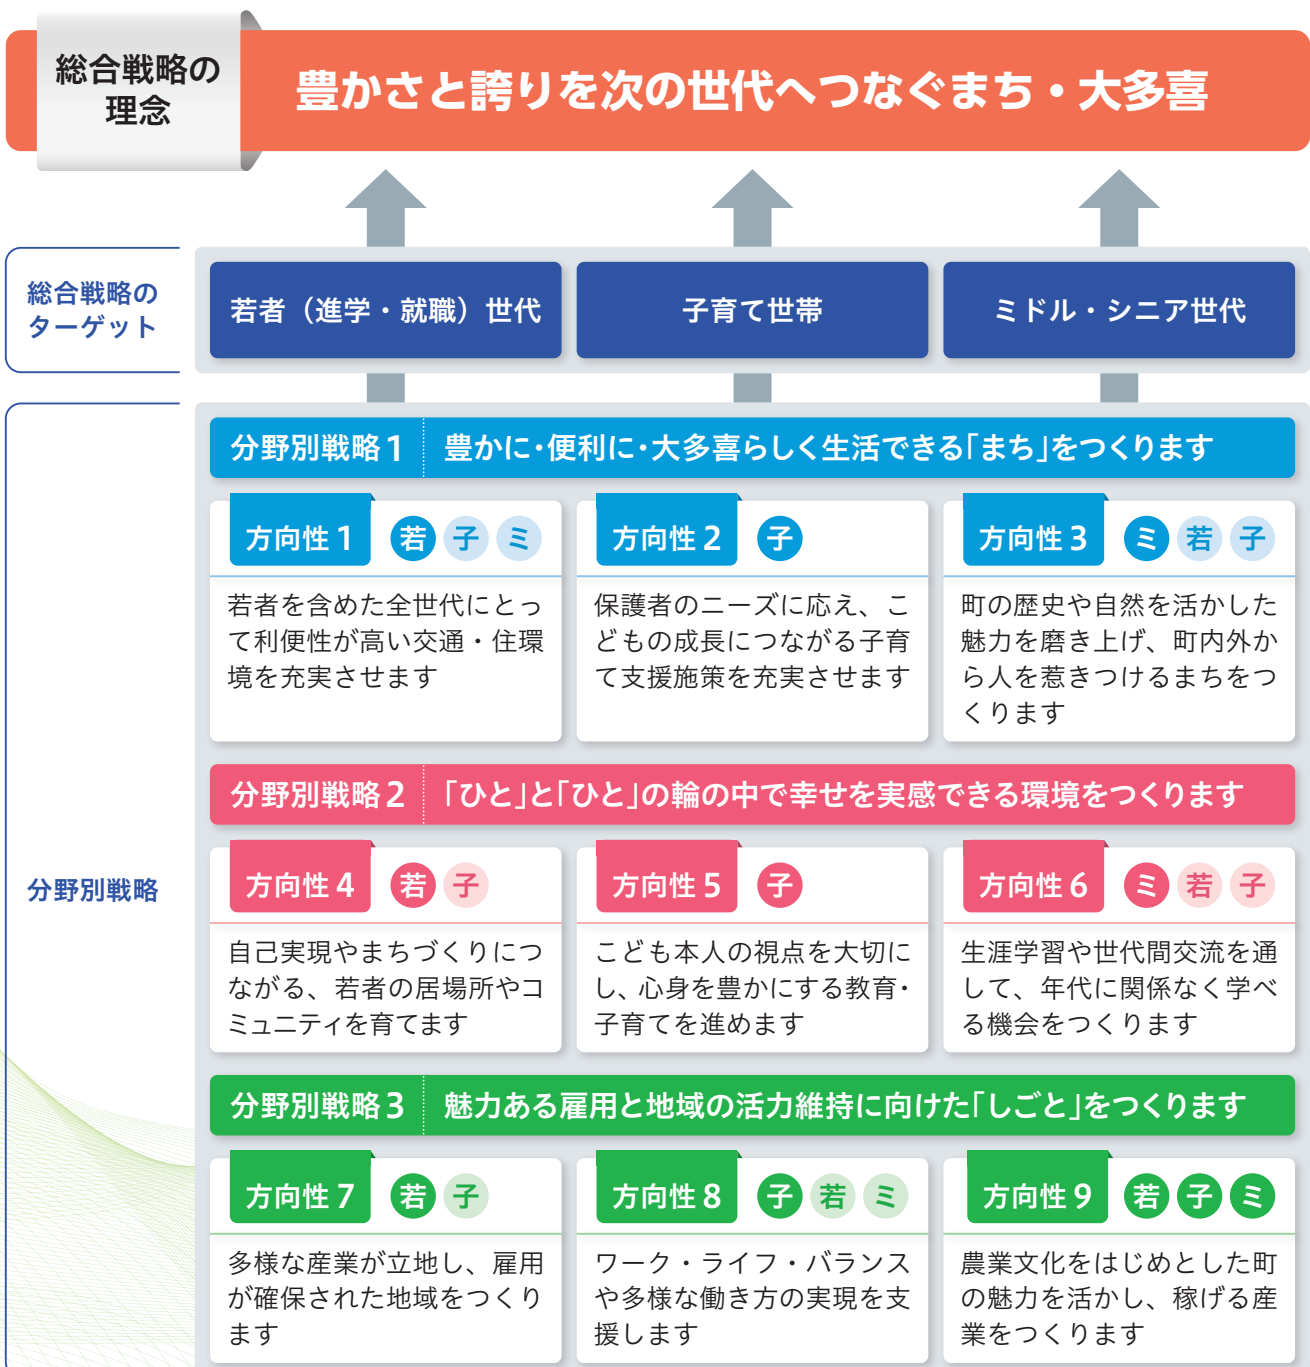 総合戦略の
理念
豊かさと誇りを次の世代へつなぐまち・大多喜
総合戦略の
ターゲット
若者（進学・就職）世代
子育て世帯
ミドル・シニア世代
分野別戦略
分野別戦略1 豊かに・便利に・大多喜らしく生活できる「まち」をつくります
方向性1 若 子 ミ
若者を含めた全世代にとっ
て利便性が高い交通・住環
境を充実させます
方向性2 子
保護者のニーズに応え、こ
どもの成長につながる子育
て支援施策を充実させます
方向性3 ミ 若 子
町の歴史や自然を活かした
魅力を磨き上げ、町内外か
ら人を惹きつけるまちをつ
くります
分野別戦略2 「ひと」と「ひと」の輪の中で幸せを実感できる環境をつくります
方向性4 若 子
自己実現やまちづくりにつ
ながる、若者の居場所やコ
ミュニティを育てます
方向性5 子
こども本人の視点を大切に
し、心身を豊かにする教育・
子育てを進めます
方向性6 ミ 若 子
生涯学習や世代間交流を通
して、年代に関係なく学べ
る機会をつくります
分野別戦略3 魅力ある雇用と地域の活力維持に向けた「しごと」をつくります
方向性7 若 子
多様な産業が立地し、雇用
が確保された地域をつくり
ます
方向性8 子 若 ミ
ワーク・ライフ・バランス
や多様な働き方の実現を支
援します
方向性9 若 子 ミ
農業文化をはじめとした町
の魅力を活かし、稼げる産
業をつくります